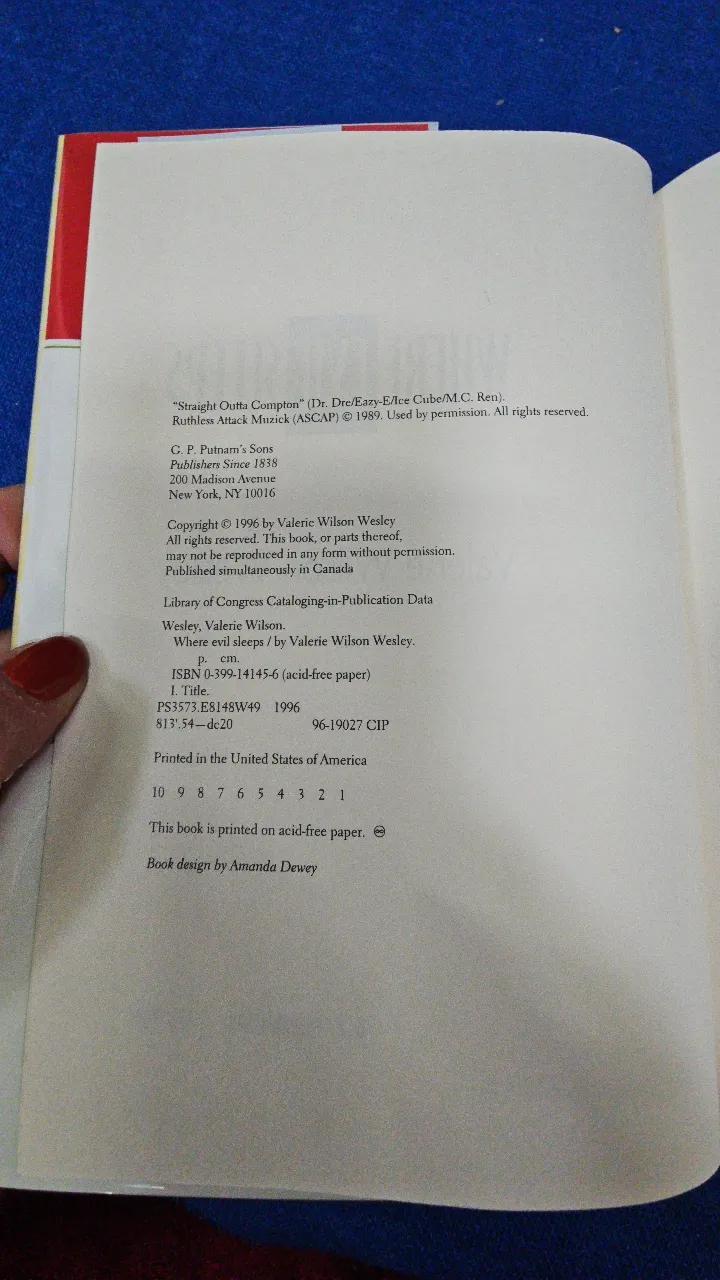 “Straight Outta Compton” (Dr. Dre/Eazy-E/Ice Cube/M.C. Ren).
Ruthless Attack Muzick (ASCAP) © 1989. Used by permission. All rights reserved.
G. P. Putnam's Sons
Publishers Since 1838
200 Madison Avenue
New York, NY 10016
Copyright © 1996 by Valerie Wilson Wesley
All rights reserved. This book, or parts thereof,
may not be reproduced in any form without permission.
Published simultaneously in Canada
Library of Congress Cataloging-in-Publication Data
Wesley, Valerie Wilson.
Where evil sleeps / by Valerie Wilson Wesley.
p. cm.
ISBN 0-399-14145-6 (acid-free paper)
I. Title.
PS3573.E8148W49 1996
813'.54—dc20 96-19027 CIP
Printed in the United States of America
10 9 8 7 6 5 4 3 2 1
This book is printed on acid-free paper. ♾
Book design by Amanda Dewey